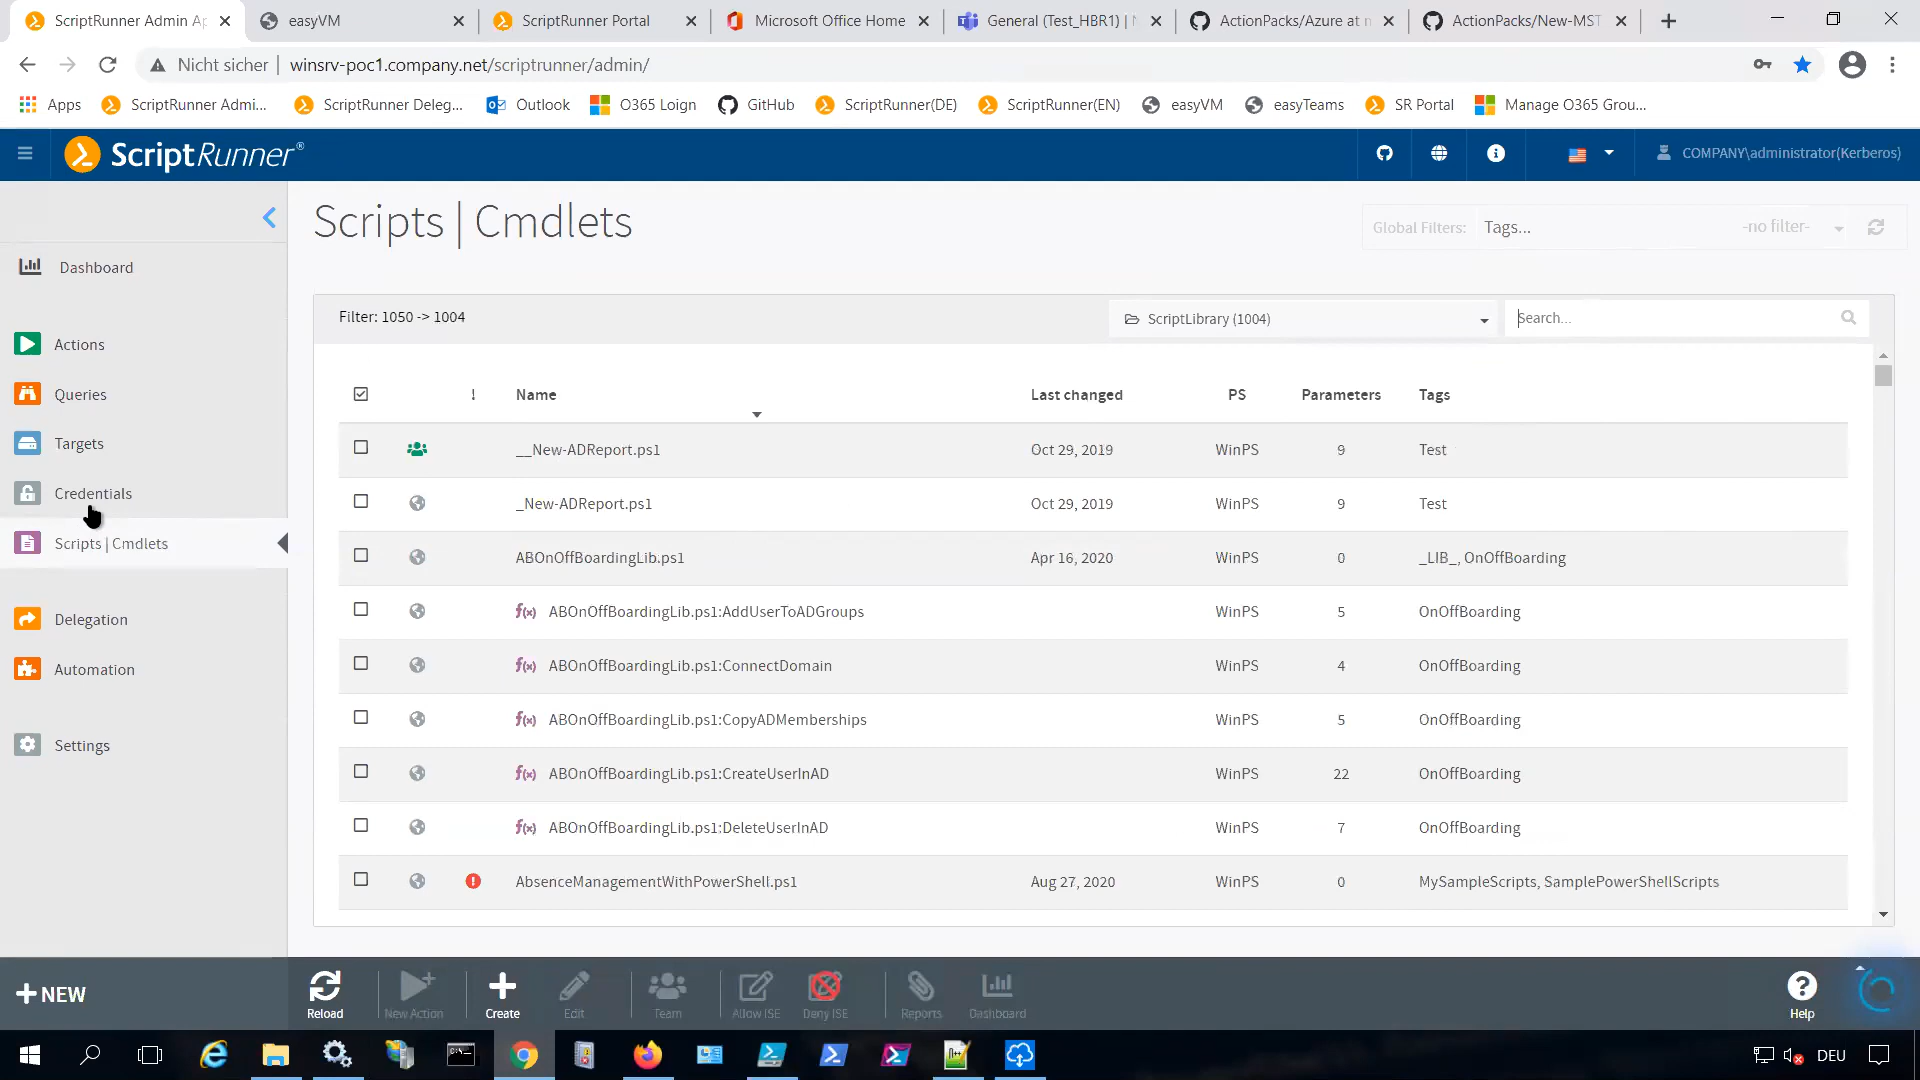 ScriptRunner Admin Ap
easyVM
ScriptRunner Portal
Microsoft Office Home
General (Test_HBR1) |
ActionPacks/Azure at m
ActionPacks/New-MST
Nicht sicher | winsrv-poc1.company.net/scriptrunner/admin/
Apps
ScriptRunner Admi...
ScriptRunner Deleg...
Outlook
O365 Loign
GitHub
ScriptRunner(DE)
ScriptRunner(EN)
easyVM
easyTeams
SR Portal
Manage O365 Grou...
ScriptRunner®
COMPANY\administrator(Kerberos)
Scripts | Cmdlets
Global Filters: Tags... -no filter-
Dashboard
Actions
Queries
Targets
Credentials
Scripts | Cmdlets
Delegation
Automation
Settings
Filter: 1050 -> 1004
ScriptLibrary (1004)
Search...
! Name Last changed PS Parameters Tags
__New-ADReport.ps1 Oct 29, 2019 WinPS 9 Test
_New-ADReport.ps1 Oct 29, 2019 WinPS 9 Test
ABOnOffBoardingLib.ps1 Apr 16, 2020 WinPS 0 _LIB_, OnOffBoarding
f(x) ABOnOffBoardingLib.ps1:AddUserToADGroups WinPS 5 OnOffBoarding
f(x) ABOnOffBoardingLib.ps1:ConnectDomain WinPS 4 OnOffBoarding
f(x) ABOnOffBoardingLib.ps1:CopyADMemberships WinPS 5 OnOffBoarding
f(x) ABOnOffBoardingLib.ps1:CreateUserInAD WinPS 22 OnOffBoarding
f(x) ABOnOffBoardingLib.ps1:DeleteUserInAD WinPS 7 OnOffBoarding
AbsenceManagementWithPowerShell.ps1 Aug 27, 2020 WinPS 0 MySampleScripts, SamplePowerShellScripts
+ NEW
Reload
New Action
Create
Edit
Team
Allow ISE
Deny ISE
Reports
Dashboard
Help
DEU